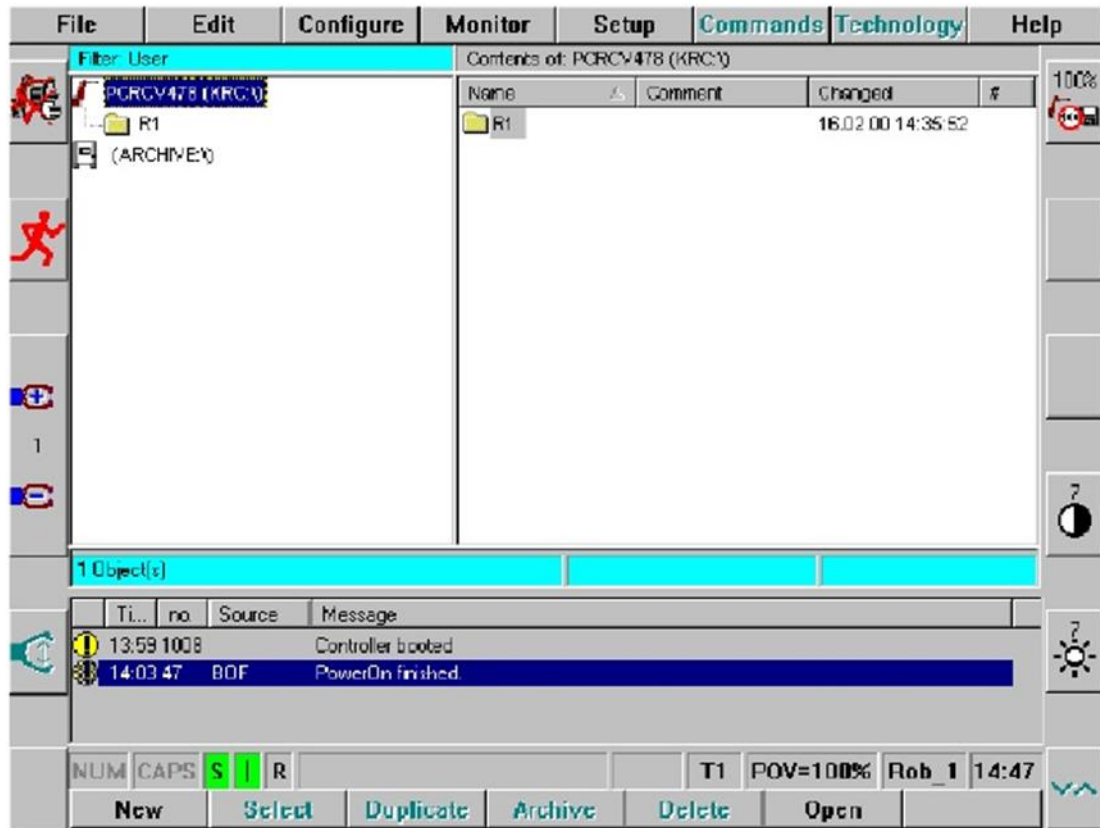 File Edit Configure Monitor Setup Commands Technology Help
Filter: User
Contents of: PCRCV478 (KRC:\)
PCRCV478 (KRC:\)
R1
(ARCHIVE:\)
Name Comment Changed #
R1 16.02.00 14:35:52
100%
1
7
7
1 Object(s)
Ti... no. Source Message
13:59 1008 Controller booted
14:03 47 BOF PowerOn finished.
NUM CAPS S I R T1 POV=100% Rob_1 14:47
New Select Duplicate Archive Delete Open